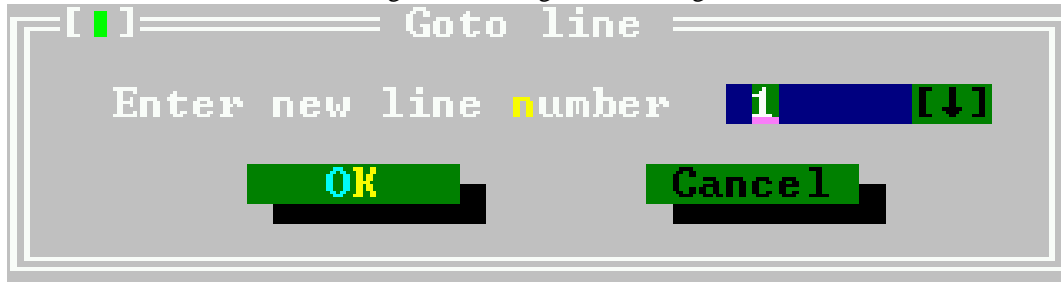 [▮] Goto line
Enter new line number 1 [↓]
OK Cancel